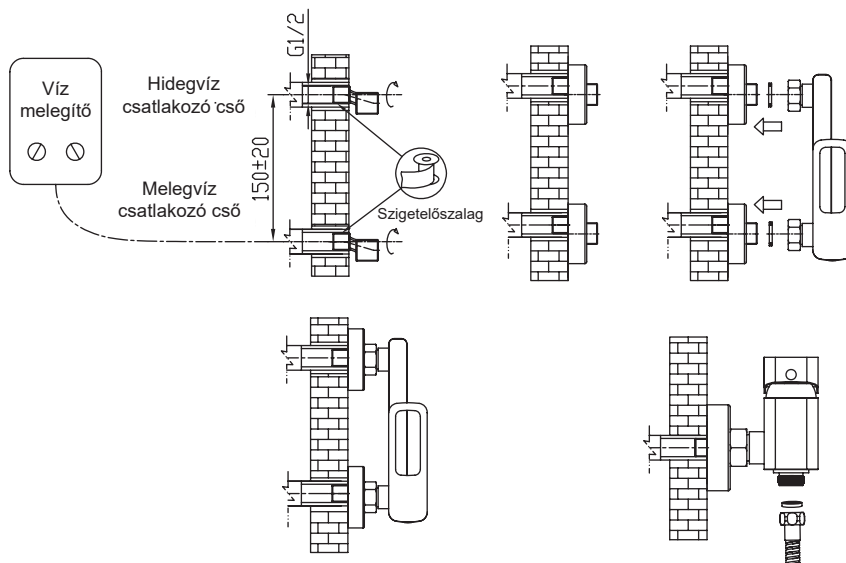 Víz
melegítő
Hidegvíz
csatlakozó cső
Melegvíz
csatlakozó cső
G1/2
150±20
Szigetelőszalag